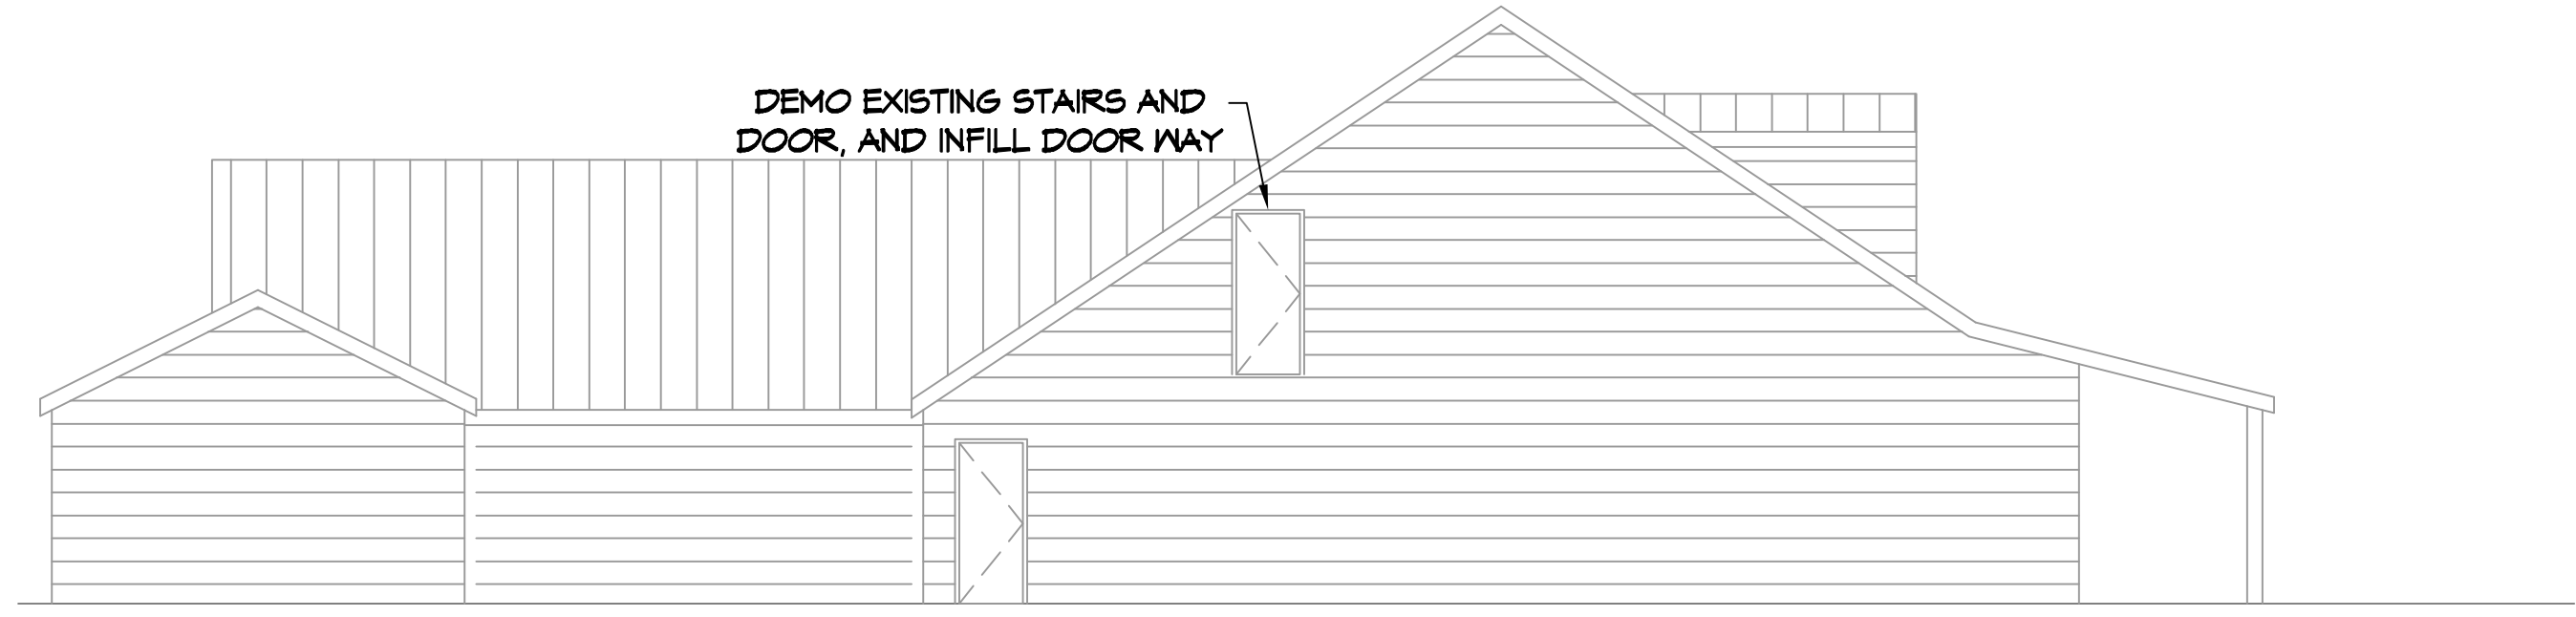 DEMO EXISTING STAIRS AND
DOOR, AND INFILL DOOR WAY